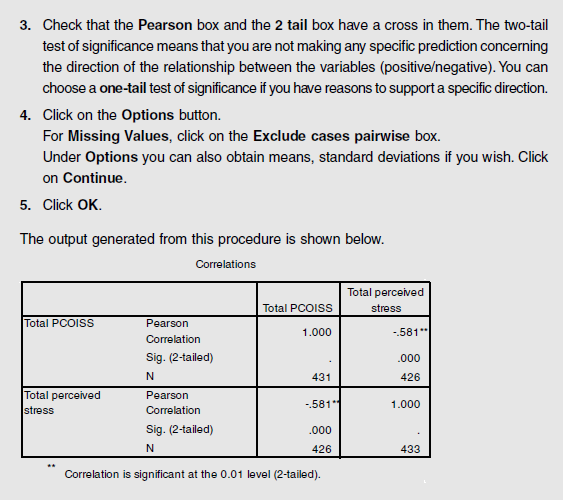 3. Check that the Pearson box and the 2 tail box have a cross in them. The two-tail
test of significance means that you are not making any specific prediction concerning
the direction of the relationship between the variables (positive/negative). You can
choose a one-tail test of significance if you have reasons to support a specific direction.
4. Click on the Options button.
For Missing Values, click on the Exclude cases pairwise box.
Under Options you can also obtain means, standard deviations if you wish. Click
on Continue.
5. Click OK.
The output generated from this procedure is shown below.
Correlations
Total PCOISS Total perceived
stress
Total PCOISS Pearson
Correlation 1.000 -.581**
Sig. (2-tailed) . .000
N 431 426
Total perceived
stress Pearson
Correlation -.581** 1.000
Sig. (2-tailed) .000 .
N 426 433
** Correlation is significant at the 0.01 level (2-tailed).